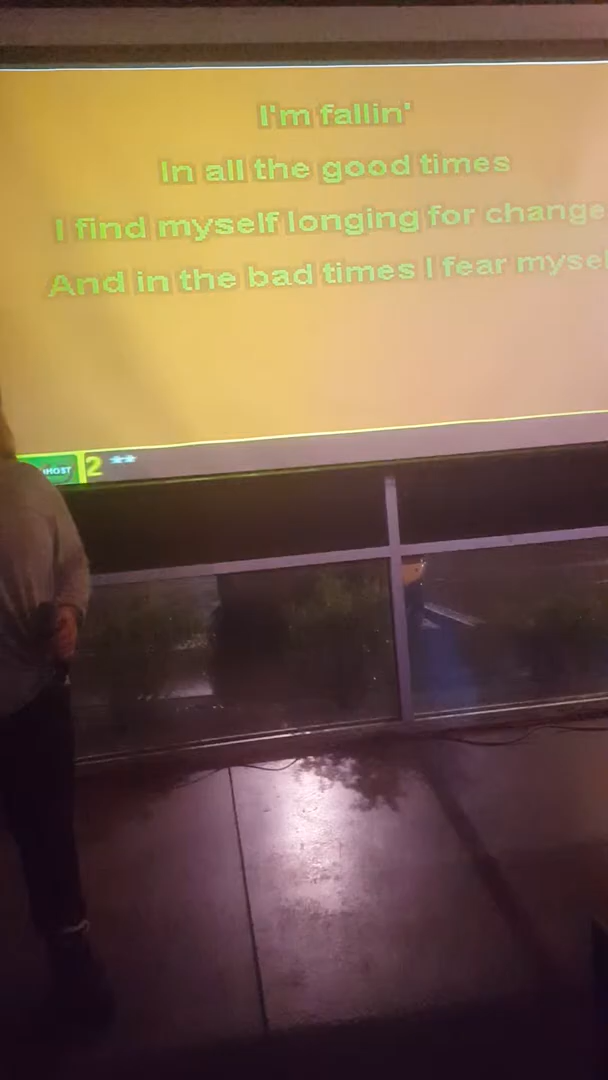 I'm fallin'
In all the good times
I find myself longing for change
And in the bad times I fear mysel
HOST 2 **